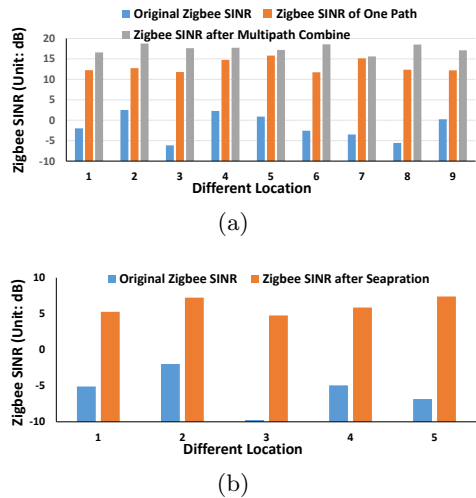 Original Zigbee SINR Zigbee SINR of One Path
Zigbee SINR after Multipath Combine
Zigbee SINR (Unit: dB)
20
15
10
5
0
-5
-10
1 2 3 4 5 6 7 8 9
Different Location
(a)
Original Zigbee SINR Zigbee SINR after Seapration
Zigbee SINR (Unit: dB)
10
5
0
-5
-10
1 2 3 4 5
Different Location
(b)